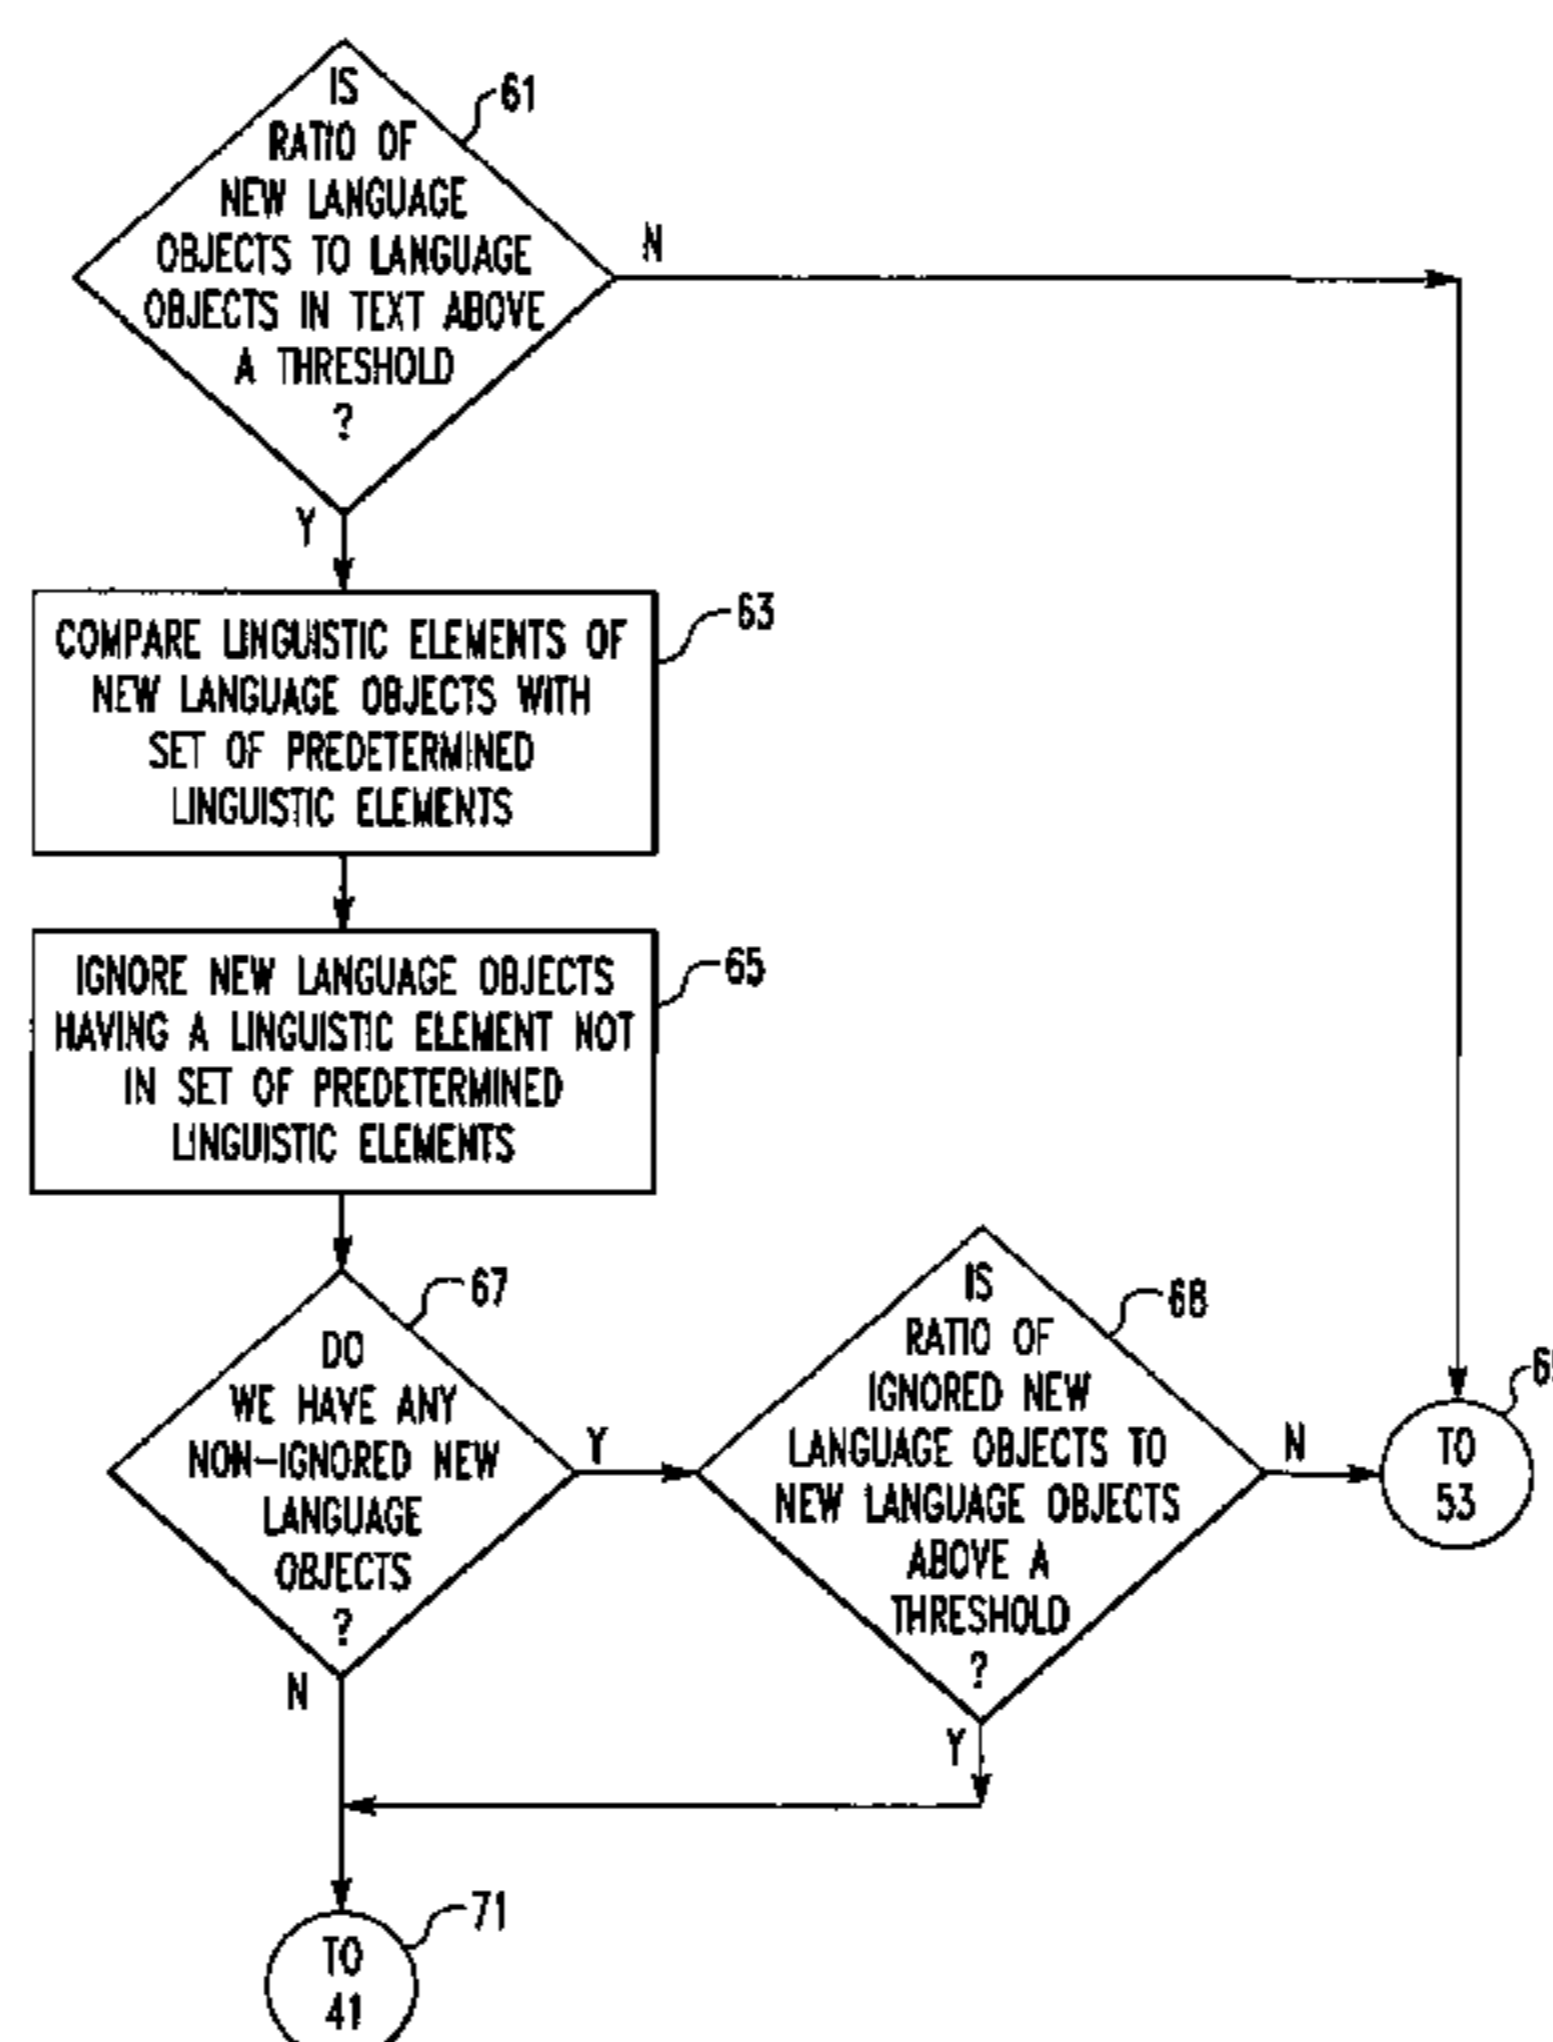 IS
RATIO OF
NEW LANGUAGE
OBJECTS TO LANGUAGE
OBJECTS IN TEXT ABOVE
A THRESHOLD
?
61
N
Y
COMPARE LINGUISTIC ELEMENTS OF
NEW LANGUAGE OBJECTS WITH
SET OF PREDETERMINED
LINGUISTIC ELEMENTS
63
IGNORE NEW LANGUAGE OBJECTS
HAVING A LINGUISTIC ELEMENT NOT
IN SET OF PREDETERMINED
LINGUISTIC ELEMENTS
65
DO
WE HAVE ANY
NON-IGNORED NEW
LANGUAGE
OBJECTS
?
67
Y
N
IS
RATIO OF
IGNORED NEW
LANGUAGE OBJECTS TO
NEW LANGUAGE OBJECTS
ABOVE A
THRESHOLD
?
68
N
Y
TO
53
TO
41
71